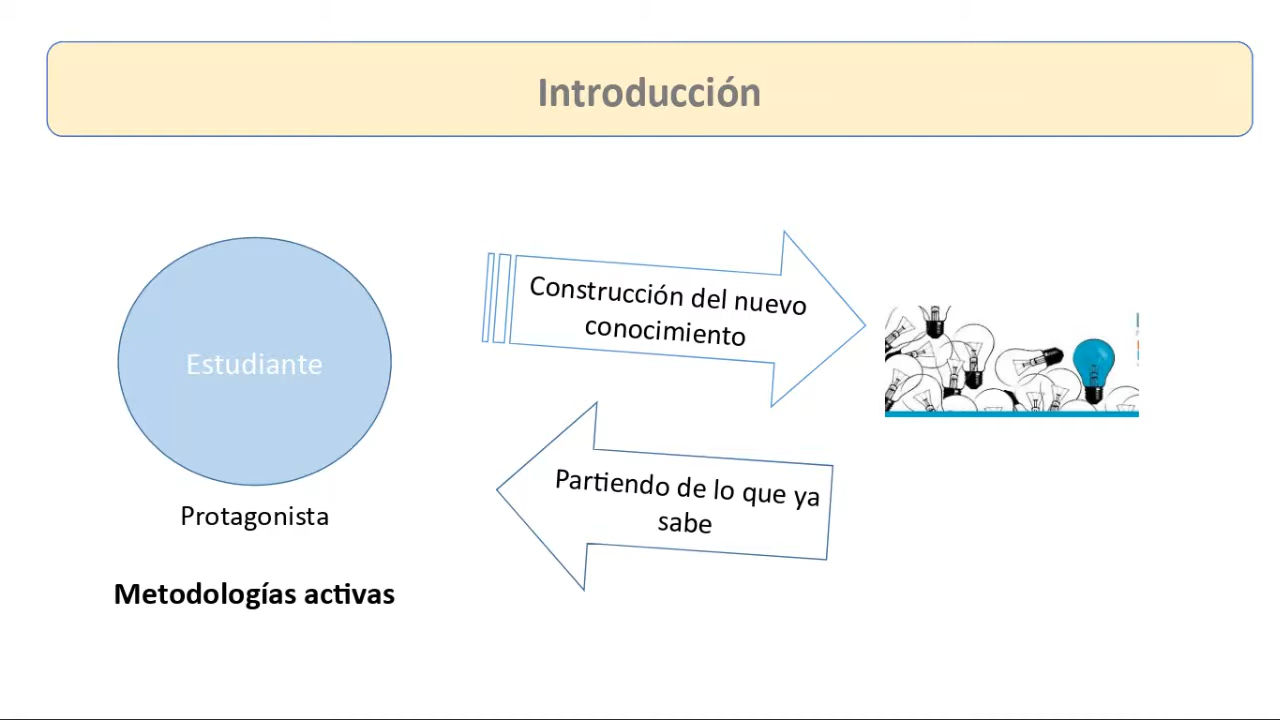 Introducción
Estudiante
Protagonista
Metodologías activas
Construcción del nuevo
conocimiento
Partiendo de lo que ya
sabe